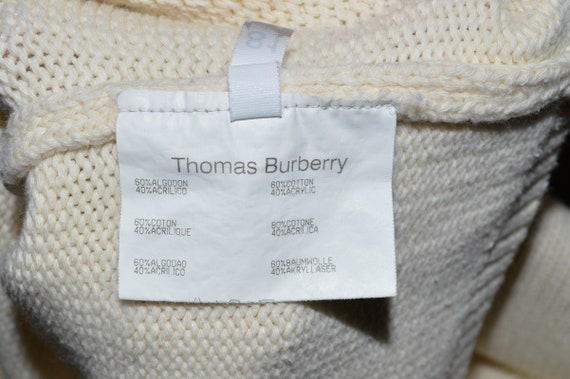 Thomas Burberry
60%ALGODON
40%ACRILICO
60%COTTON
40%ACRYLIC
60%COTON
40%ACRILIQUE
60%COTONE
40%ACRILICA
60%ALGODAO
40%ACRILICO
60%BAUMWOLLE
40%AKRYLLASER